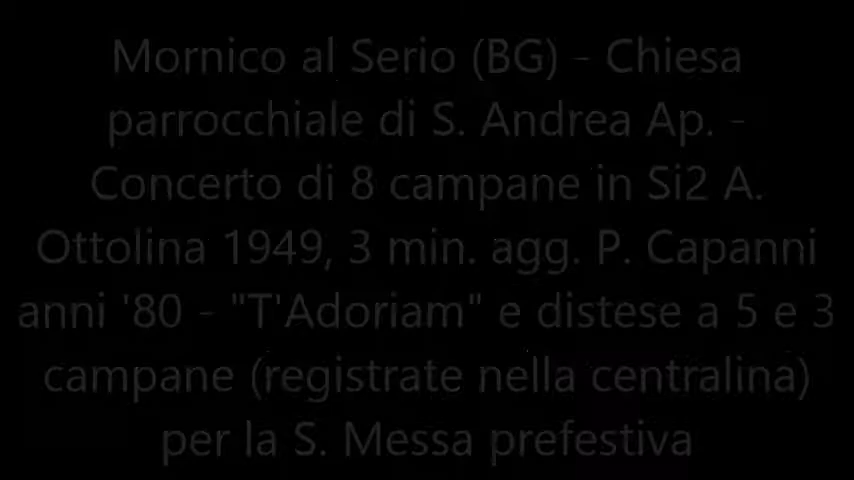 Mornico al Serio (BG) - Chiesa
parrocchiale di S. Andrea Ap. -
Concerto di 8 campane in Si2 A.
Ottolina 1949, 3 min. agg. P. Capanni
anni '80 - "T'Adoriam" e distese a 5 e 3
campane (registrate nella centralina)
per la S. Messa prefestiva